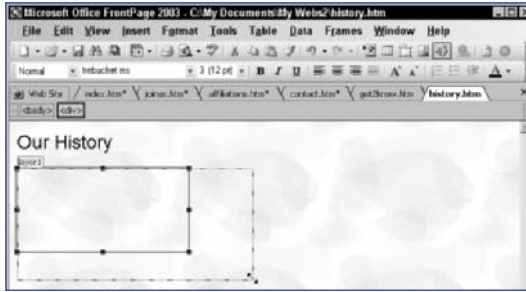 Microsoft Office FrontPage 2003 - C:\My Documents\My Webs2\history.htm
File Edit View Insert Format Tools Table Data Frames Window Help
Normal trebuchet ms 3 (12 pt) B I U A A A
Web Site index.htm* joinus.htm* affiliations.htm* contact.htm* get2know.htm history.htm
<body> <div>
Our History
layer1